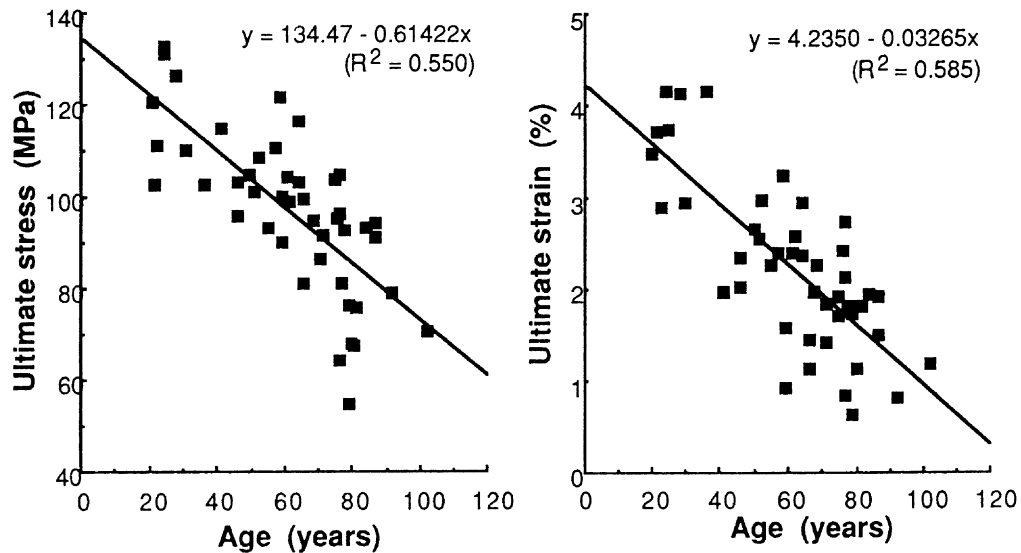 y = 134.47 - 0.61422x
(R² = 0.550)
Ultimate stress (MPa)
140
120
100
80
60
40
0 20 40 60 80 100 120
Age (years)
y = 4.2350 - 0.03265x
(R² = 0.585)
Ultimate strain (%)
5
4
3
2
1
0
0 20 40 60 80 100 120
Age (years)